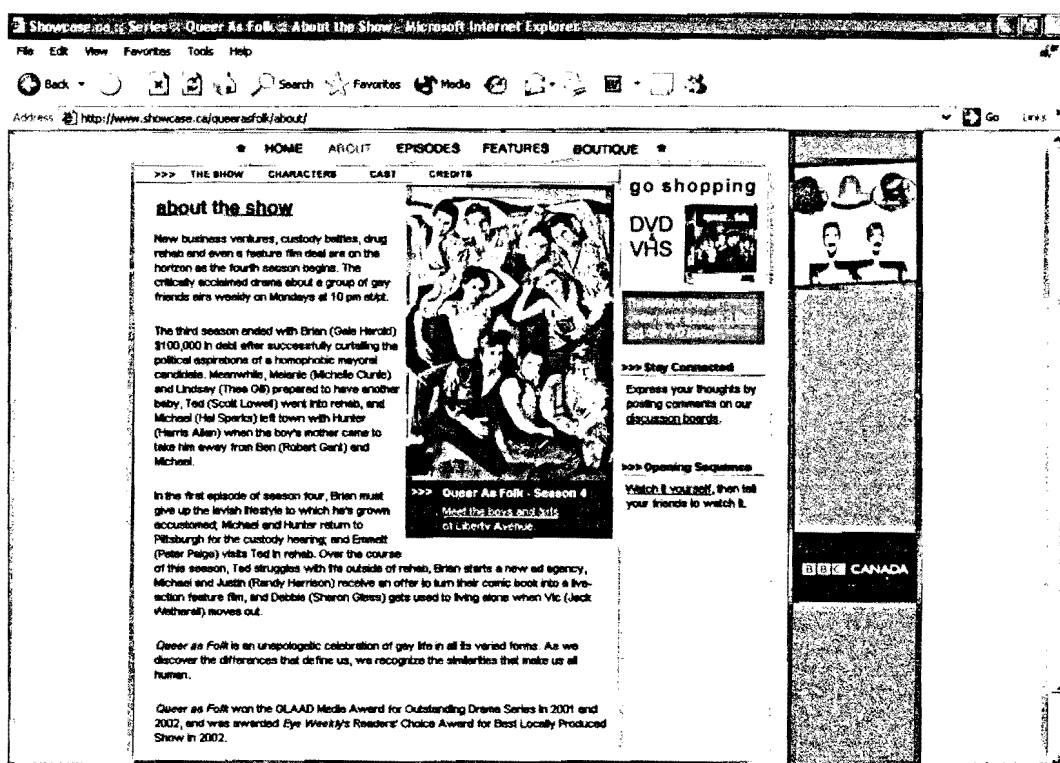 Showcase.ca :: Series :: Queer As Folk :: About the Show - Microsoft Internet Explorer
File Edit View Favorites Tools Help
Back Search Favorites Media
Address http://www.showcase.ca/queerasfolk/about/ Go Links
HOME ABOUT EPISODES FEATURES BOUTIQUE
>>> THE SHOW CHARACTERS CAST CREDITS
about the show
New business ventures, custody battles, drug
rehab and even a feature film deal are on the
horizon as the fourth season begins. The
critically acclaimed drama about a group of gay
friends airs weekly on Mondays at 10 pm et/pt.
The third season ended with Brian (Gale Harold)
$100,000 in debt after successfully curtailing the
political aspirations of a homophobic mayoral
candidate. Meanwhile, Melanie (Michelle Clunie)
and Lindsay (Thea Gill) prepared to have another
baby, Ted (Scott Lowell) went into rehab, and
Michael (Hal Sparks) left town with Hunter
(Harris Allan) when the boy's mother came to
take him away from Ben (Robert Gant) and
Michael.
In the first episode of season four, Brian must
give up the lavish lifestyle to which he's grown
accustomed; Michael and Hunter return to
Pittsburgh for the custody hearing; and Emmett
(Peter Paige) visits Ted in rehab. Over the course
of this season, Ted struggles with life outside of rehab, Brian starts a new ad agency,
Michael and Justin (Randy Harrison) receive an offer to turn their comic book into a live-
action feature film, and Debbie (Sharon Gless) gets used to living alone when Vic (Jack
Wetherall) moves out.
Queer as Folk is an unapologetic celebration of gay life in all its varied forms. As we
discover the differences that define us, we recognize the similarities that make us all
human.
Queer as Folk won the GLAAD Media Award for Outstanding Drama Series in 2001 and
2002, and was awarded Eye Weekly's Readers' Choice Award for Best Locally Produced
Show in 2002.
>>> Queer As Folk - Season 4
Meet the boys and girls
of Liberty Avenue.
go shopping
DVD
VHS
>>> Stay Connected
Express your thoughts by
posting comments on our
discussion boards.
>>> Opening Sequence
Watch it yourself, then tell
your friends to watch it.
BBC CANADA